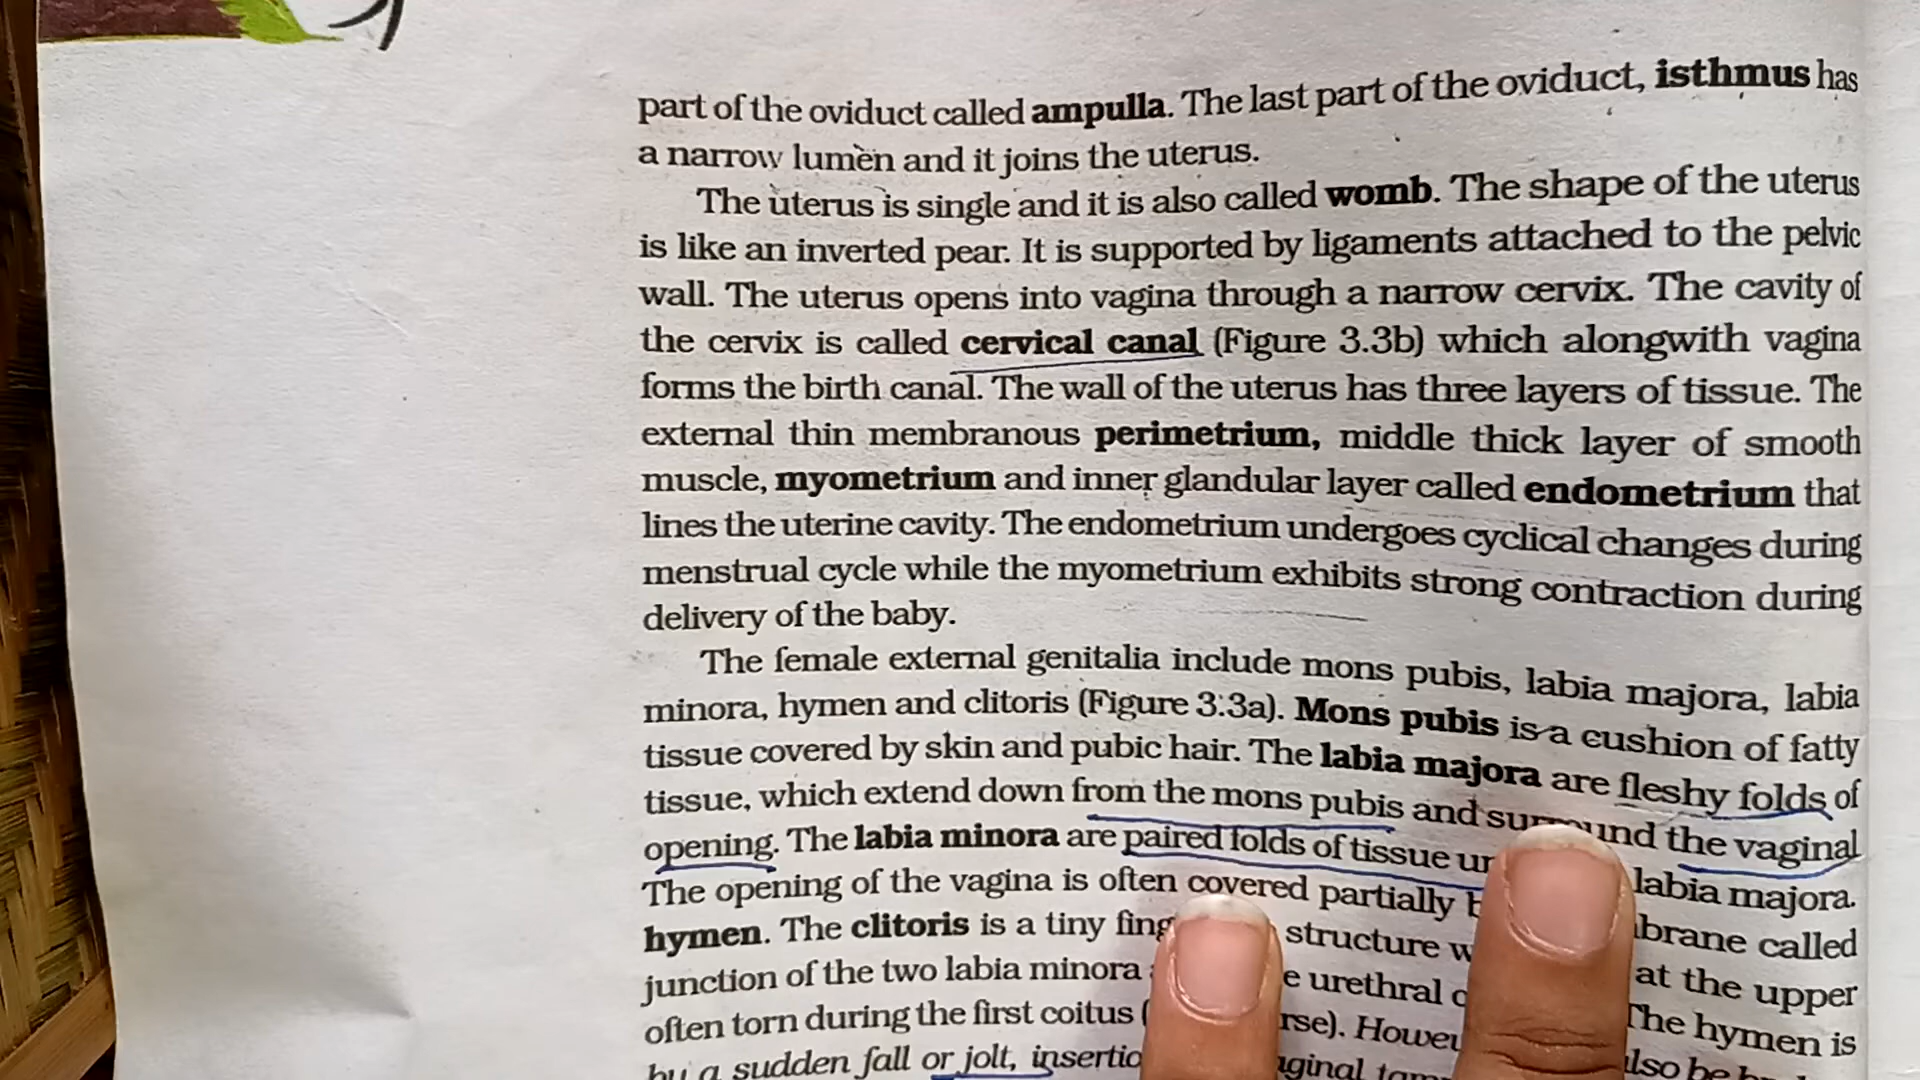 part of the oviduct called ampulla. The last part of the oviduct, isthmus has
a narrow lumen and it joins the uterus.
The uterus is single and it is also called womb. The shape of the uterus
is like an inverted pear. It is supported by ligaments attached to the pelvic
wall. The uterus opens into vagina through a narrow cervix. The cavity of
the cervix is called cervical canal (Figure 3.3b) which alongwith vagina
forms the birth canal. The wall of the uterus has three layers of tissue. The
external thin membranous perimetrium, middle thick layer of smooth
muscle, myometrium and inner glandular layer called endometrium that
lines the uterine cavity. The endometrium undergoes cyclical changes during
menstrual cycle while the myometrium exhibits strong contraction during
delivery of the baby.
The female external genitalia include mons pubis, labia majora, labia
minora, hymen and clitoris (Figure 3.3a). Mons pubis is a cushion of fatty
tissue covered by skin and pubic hair. The labia majora are fleshy folds of
tissue, which extend down from the mons pubis and surround the vaginal
opening. The labia minora are paired folds of tissue labia majora.
The opening of the vagina is often covered partially called
hymen. The clitoris is a tiny structure at the upper
junction of the two labia minora urethral The hymen is
often torn during the first coitus
by a sudden fall or jolt,